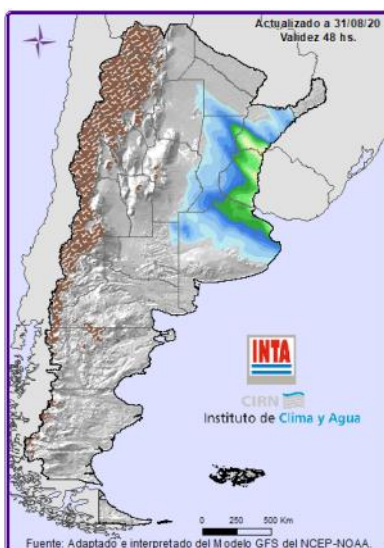 Actualizado a 31/08/20
Validez 48 hs.
INTA
CIRN
Instituto de Clima y Agua
0 250 500 Km
Fuente: Adaptado e interpretado del Modelo GFS del NCEP-NOAA.